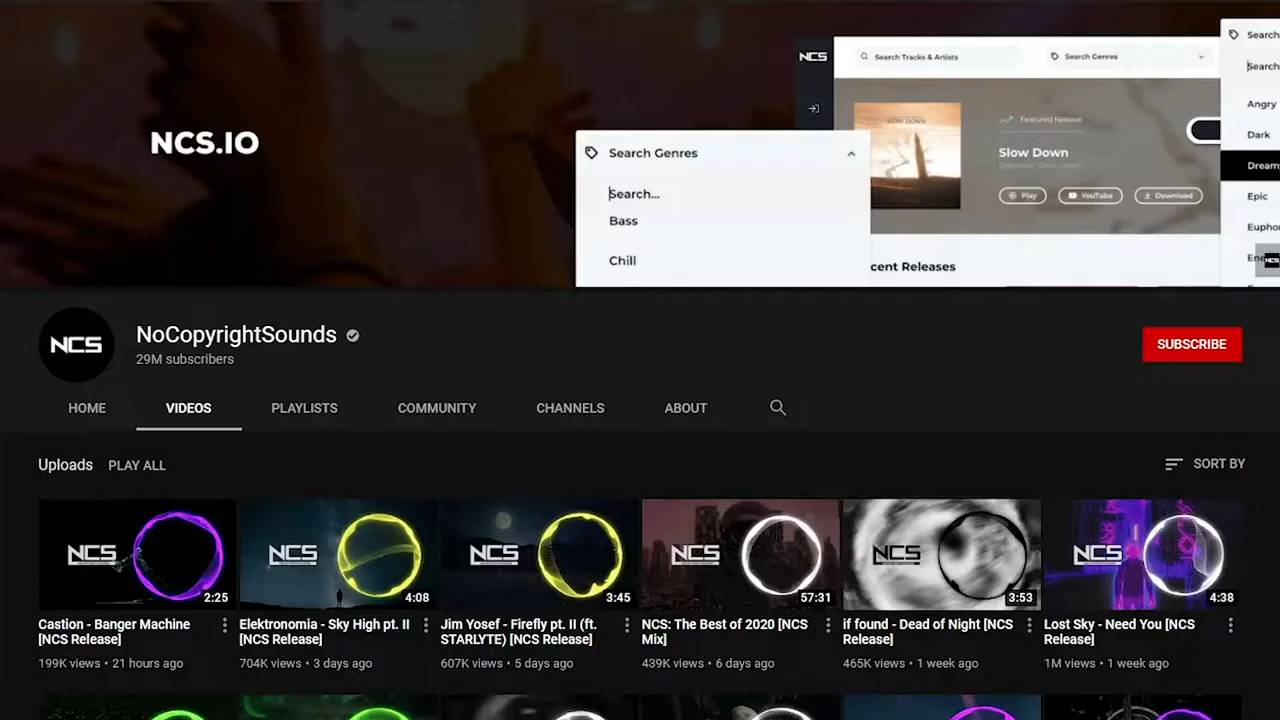 NCS
Search Tracks & Artists
Search Genres
Search
Search
NCS.IO
SLOW DOWN
Featured Release
Slow Down
Play
YouTube
Download
Angry
Dark
Dream
Epic
Eupho
Ene
NCS
Search Genres
Search...
Bass
Chill
cent Releases
NCS
NoCopyrightSounds
29M subscribers
SUBSCRIBE
HOME
VIDEOS
PLAYLISTS
COMMUNITY
CHANNELS
ABOUT
Uploads
PLAY ALL
SORT BY
NCS
2:25
NCS
4:08
NCS
3:45
NCS
57:31
NCS
3:53
NCS
4:38
Castion - Banger Machine
[NCS Release]
199K views • 21 hours ago
Elektronomia - Sky High pt. II
[NCS Release]
704K views • 3 days ago
Jim Yosef - Firefly pt. II (ft.
STARLYTE) [NCS Release]
607K views • 5 days ago
NCS: The Best of 2020 [NCS
Mix]
439K views • 6 days ago
if found - Dead of Night [NCS
Release]
465K views • 1 week ago
Lost Sky - Need You [NCS
Release]
1M views • 1 week ago